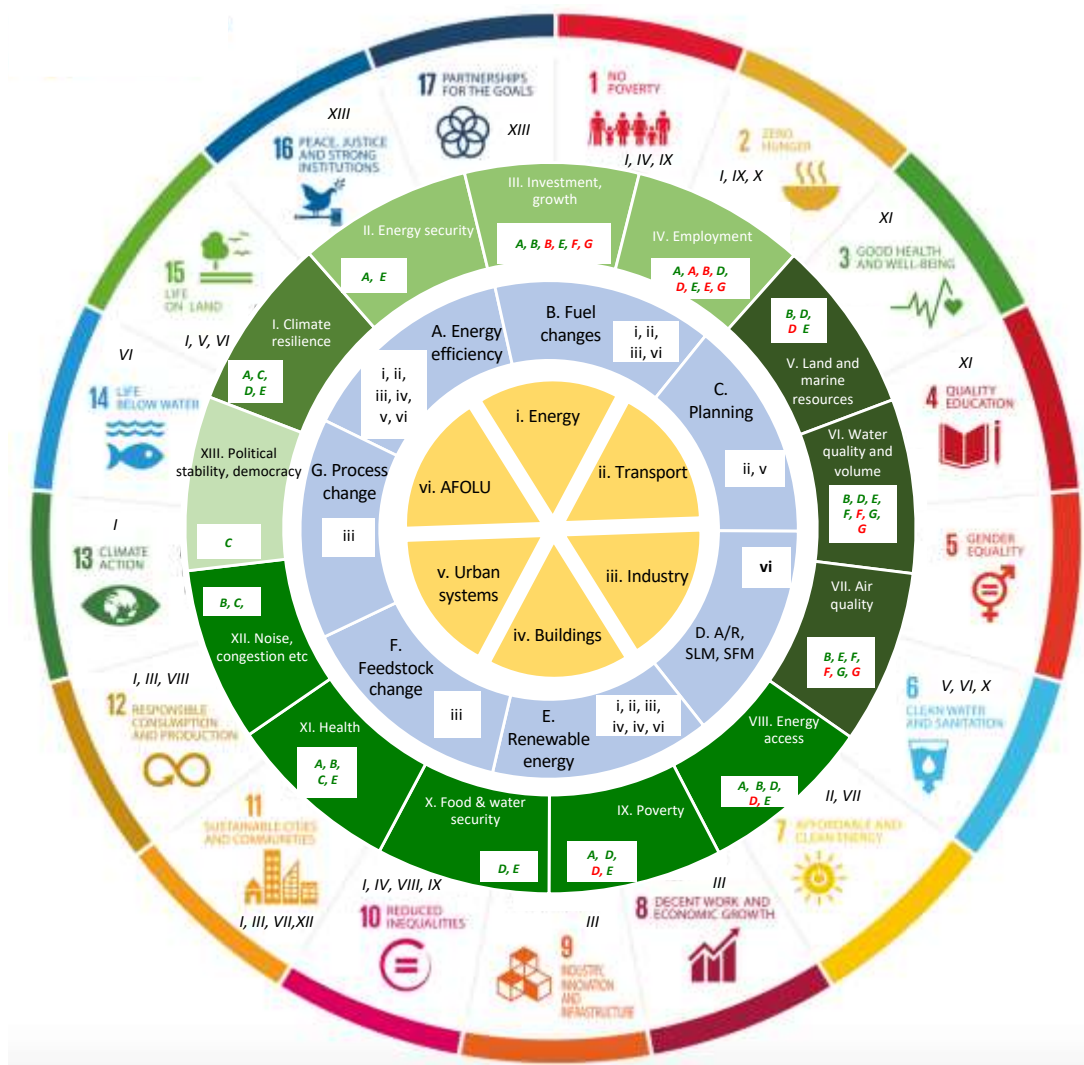 17 PARTNERSHIPS
FOR THE GOALS
XIII
1 NO
POVERTY
I, IV, IX
2 ZERO
HUNGER
I, IX, X
XI
3 GOOD HEALTH
AND WELL-BEING
XI
4 QUALITY
EDUCATION
5 GENDER
EQUALITY
V, VI, X
6
CLEAN WATER
AND SANITATION
II, VII
7 AFFORDABLE AND
CLEAN ENERGY
III
8 DECENT WORK AND
ECONOMIC GROWTH
III
9
INDUSTRY,
INNOVATION
AND
INFRASTRUCTURE
I, IV, VIII, IX
10 REDUCED
INEQUALITIES
11
SUSTAINABLE CITIES
AND COMMUNITIES
I, III, VII,XII
I, III, VIII
12 RESPONSIBLE
CONSUMPTION
AND PRODUCTION
I
13 CLIMATE
ACTION
VI
14 LIFE
BELOW WATER
15
LIFE
ON LAND
I, V, VI
XIII
16 PEACE, JUSTICE
AND STRONG
INSTITUTIONS
I. Climate
resilience
A, C,
D, E
II. Energy security
A, E
III. Investment,
growth
A, B, B, E, F, G
IV. Employment
A, A, B, D,
D, E, E, G
B, D,
D E
V. Land and
marine
resources
VI. Water
quality and
volume
B, D, E,
F, F, G,
G
VII. Air
quality
B, E, F,
F, G, G
VIII. Energy
access
A, B, D,
D, E
IX. Poverty
A, D,
D, E
X. Food & water
security
D, E
XI. Health
A, B,
C, E
B, C,
XII. Noise,
congestion etc
XIII. Political
stability, democracy
C
A. Energy
efficiency
i, ii,
iii, iv,
v, vi
B. Fuel
changes
i, ii,
iii, vi
C.
Planning
ii, v
vi
D. A/R,
SLM, SFM
E.
Renewable
energy
i, ii, iii,
iv, iv, vi
F.
Feedstock
change
iii
G. Process
change
iii
i. Energy
ii. Transport
iii. Industry
iv. Buildings
v. Urban
systems
vi. AFOLU